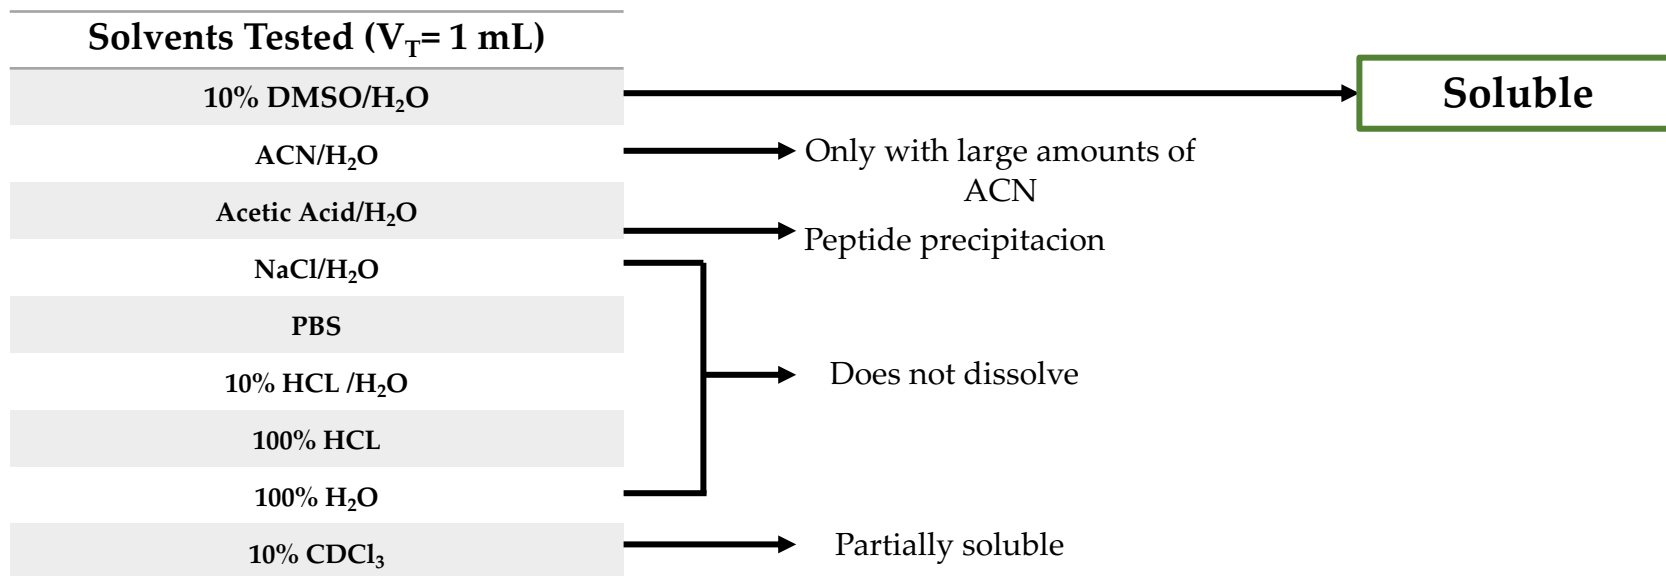 Solvents Tested (V_T= 1 mL)
10% DMSO/H₂O
Soluble
ACN/H₂O
Only with large amounts of
ACN
Acetic Acid/H₂O
Peptide precipitacion
NaCl/H₂O
PBS
10% HCL /H₂O
Does not dissolve
100% HCL
100% H₂O
10% CDCl₃
Partially soluble